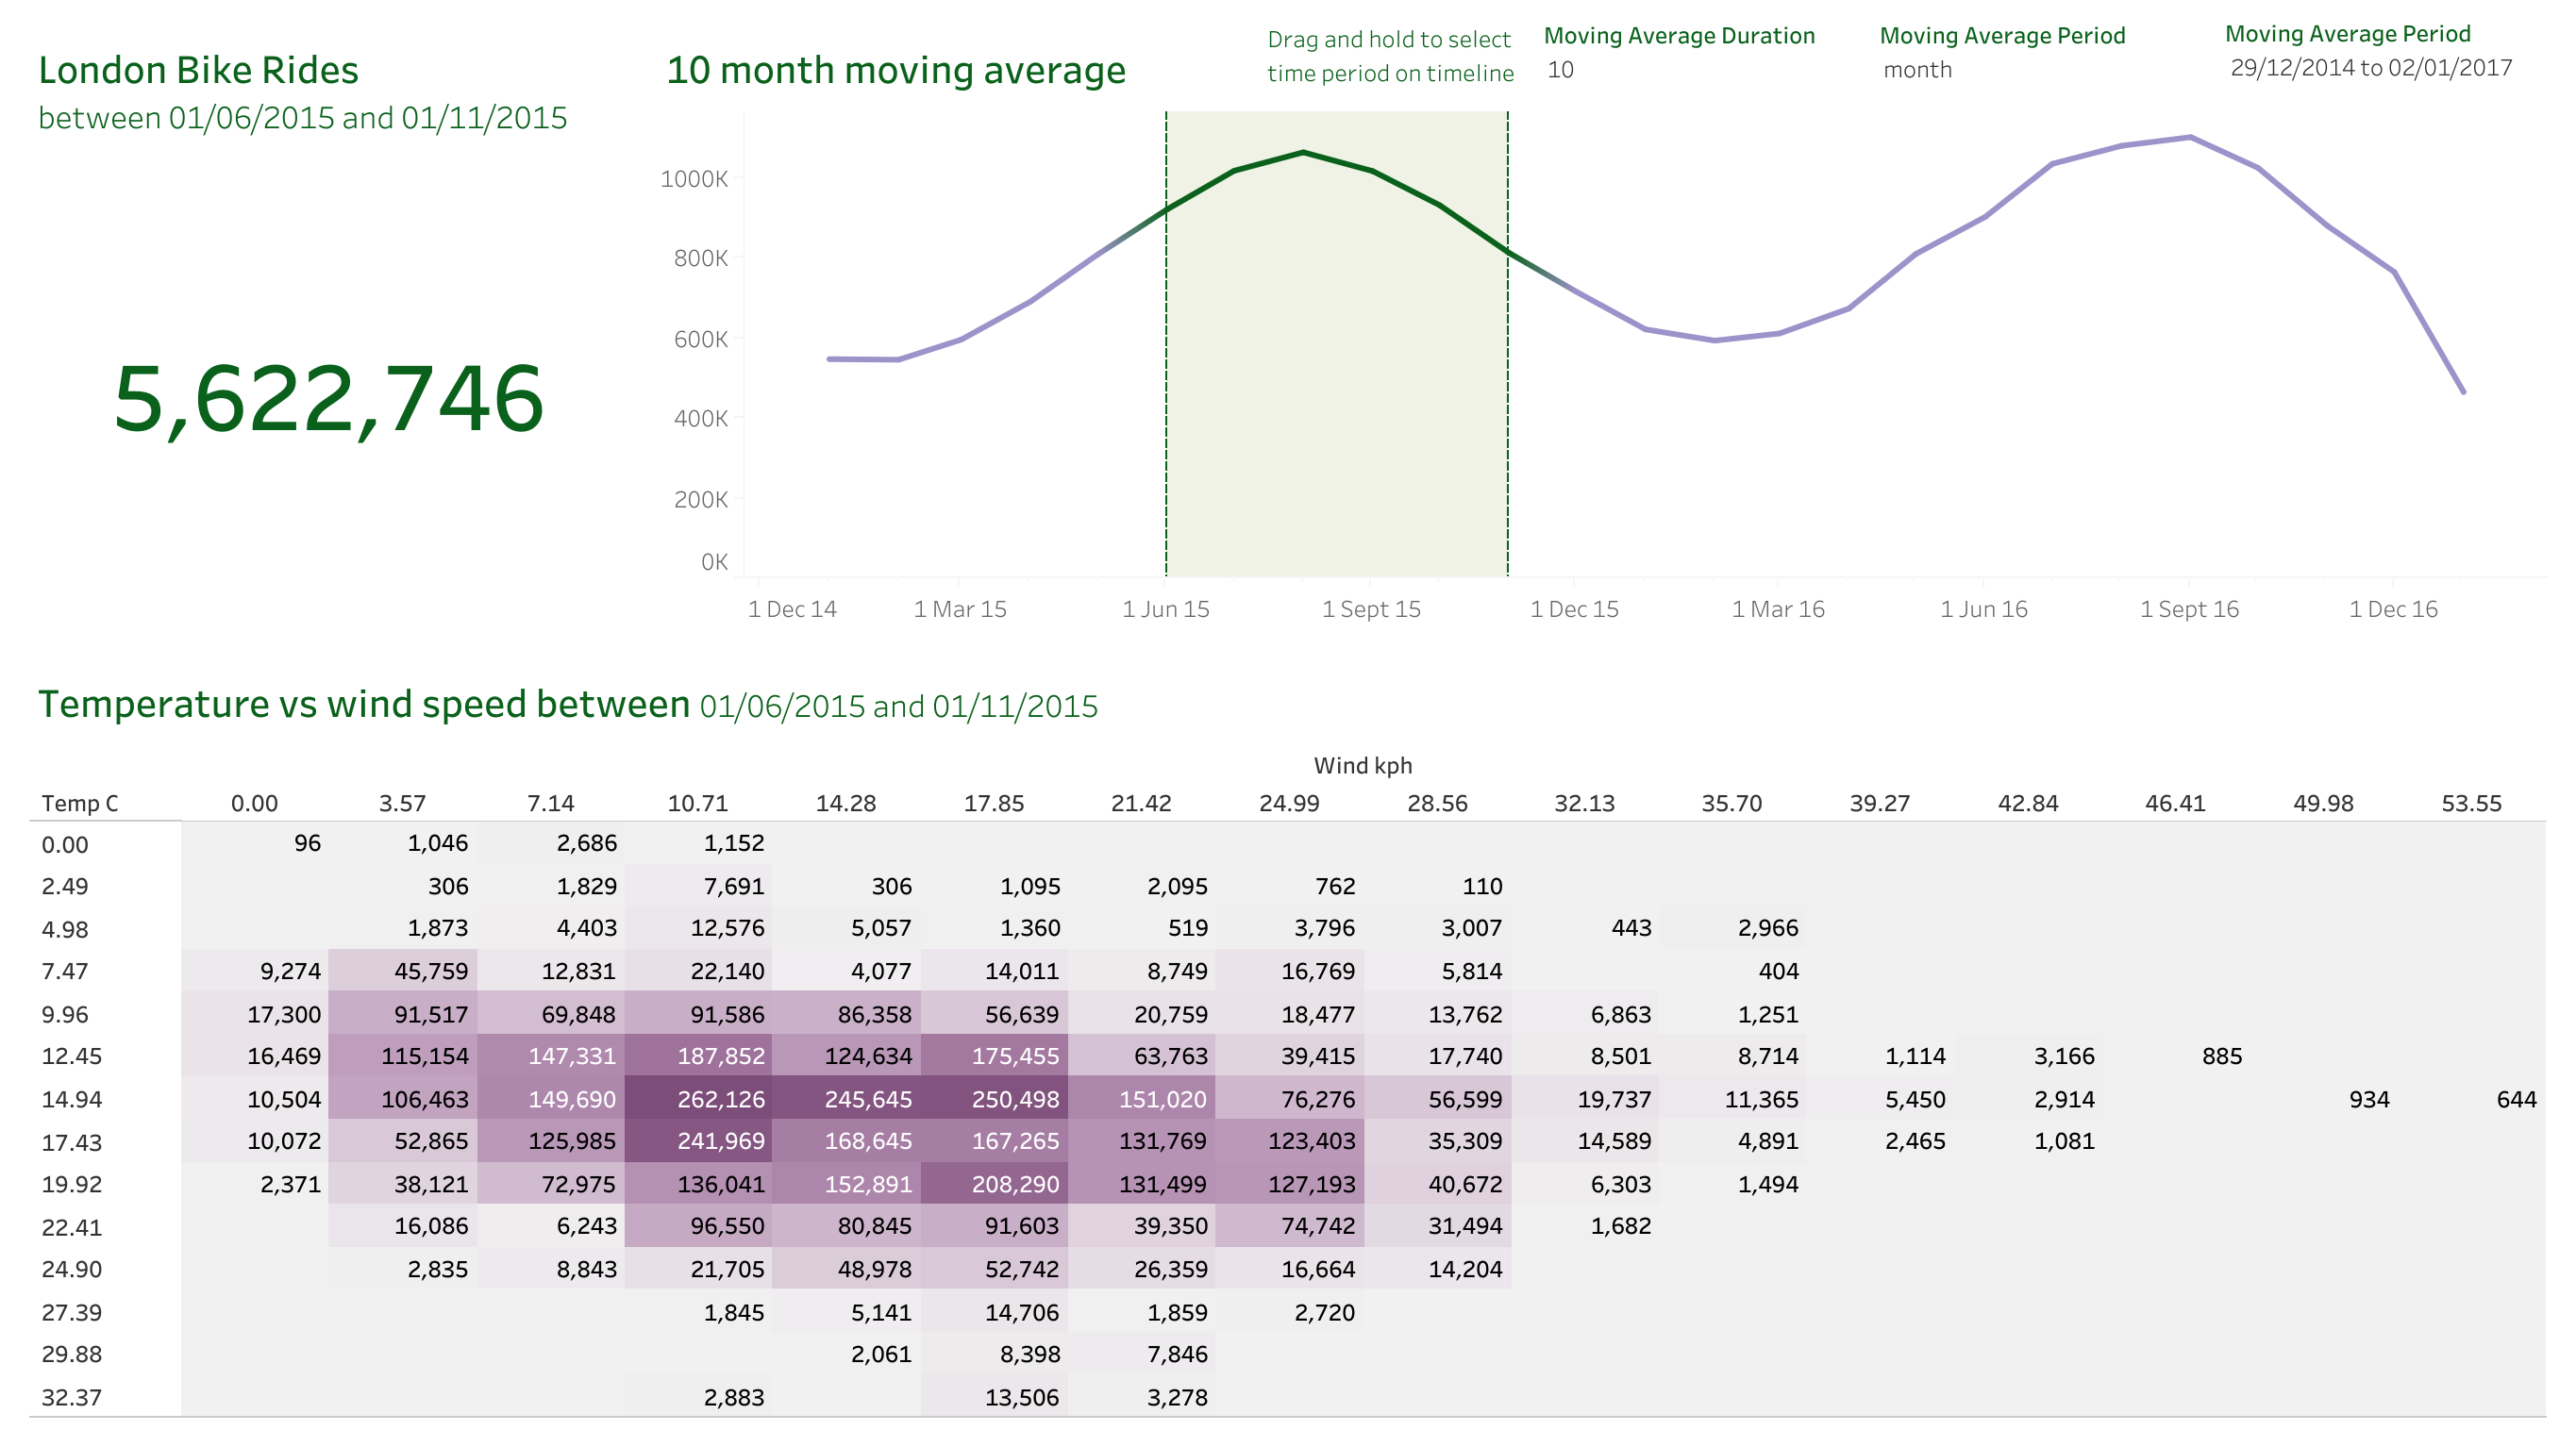 London Bike Rides
between 01/06/2015 and 01/11/2015
5,622,746
10 month moving average
Drag and hold to select
time period on timeline
Moving Average Duration
10
Moving Average Period
month
Moving Average Period
29/12/2014 to 02/01/2017
1000K
800K
600K
400K
200K
0K
1 Dec 14 1 Mar 15 1 Jun 15 1 Sept 15 1 Dec 15 1 Mar 16 1 Jun 16 1 Sept 16 1 Dec 16
Temperature vs wind speed between 01/06/2015 and 01/11/2015
Wind kph
Temp C 0.00 3.57 7.14 10.71 14.28 17.85 21.42 24.99 28.56 32.13 35.70 39.27 42.84 46.41 49.98 53.55
0.00 96 1,046 2,686 1,152
2.49 306 1,829 7,691 306 1,095 2,095 762 110
4.98 1,873 4,403 12,576 5,057 1,360 519 3,796 3,007 443 2,966
7.47 9,274 45,759 12,831 22,140 4,077 14,011 8,749 16,769 5,814 404
9.96 17,300 91,517 69,848 91,586 86,358 56,639 20,759 18,477 13,762 6,863 1,251
12.45 16,469 115,154 147,331 187,852 124,634 175,455 63,763 39,415 17,740 8,501 8,714 1,114 3,166 885
14.94 10,504 106,463 149,690 262,126 245,645 250,498 151,020 76,276 56,599 19,737 11,365 5,450 2,914 934 644
17.43 10,072 52,865 125,985 241,969 168,645 167,265 131,769 123,403 35,309 14,589 4,891 2,465 1,081
19.92 2,371 38,121 72,975 136,041 152,891 208,290 131,499 127,193 40,672 6,303 1,494
22.41 16,086 6,243 96,550 80,845 91,603 39,350 74,742 31,494 1,682
24.90 2,835 8,843 21,705 48,978 52,742 26,359 16,664 14,204
27.39 1,845 5,141 14,706 1,859 2,720
29.88 2,061 8,398 7,846
32.37 2,883 13,506 3,278